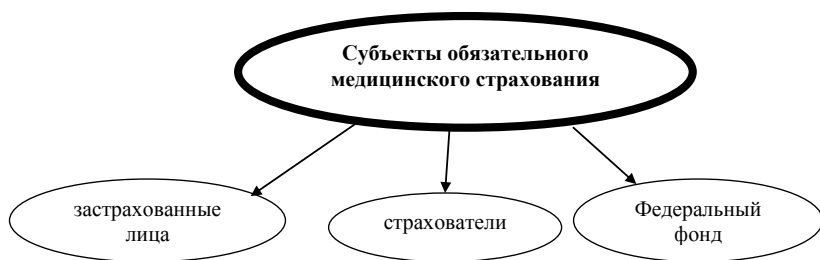 Субъекты обязательного
медицинского страхования
застрахованные
лица
страхователи
Федеральный
фонд